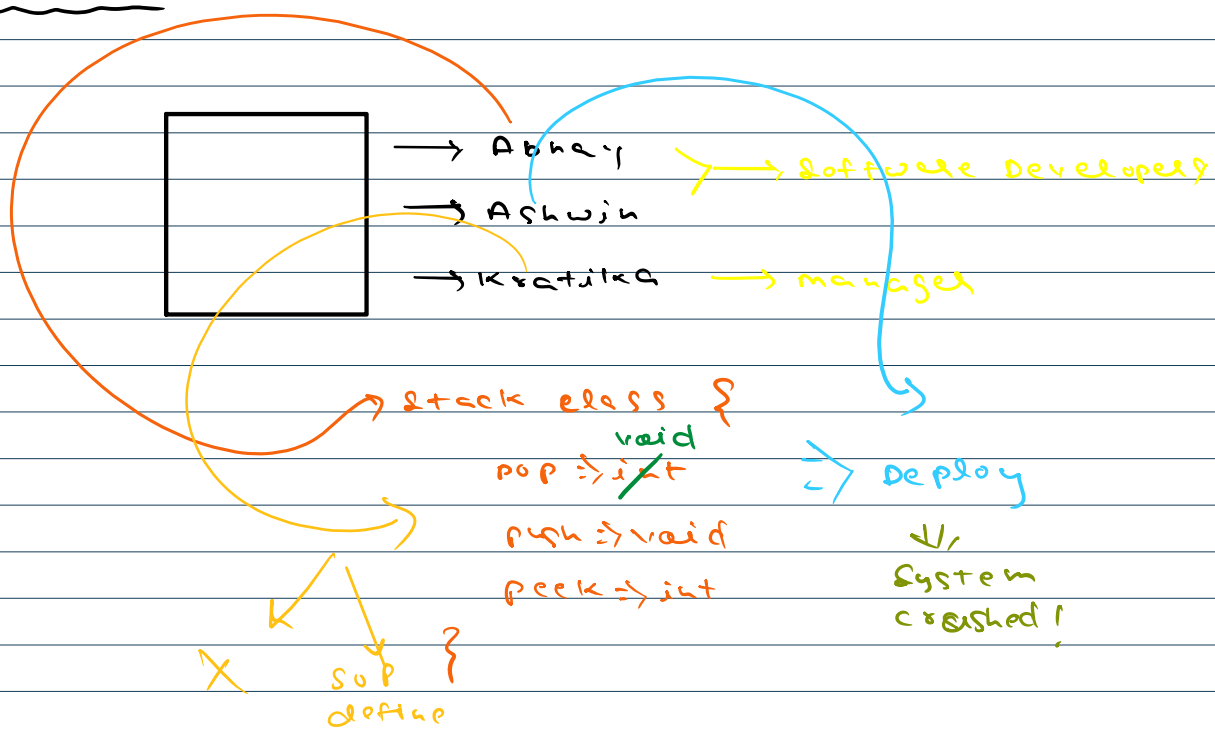 Abhay
Software Developers
Ashwin
Kratika
manager
Stack class {
void
pop => int
Deploy
push => void
System
peek => int
crashed!
}
X
SOP
define